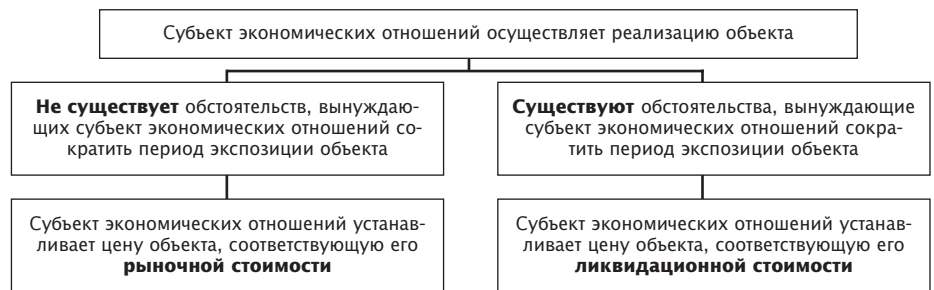 Субъект экономических отношений осуществляет реализацию объекта
Не существует обстоятельств, вынуждаю-
щих субъект экономических отношений со-
кратить период экспозиции объекта
Существуют обстоятельства, вынуждающие
субъект экономических отношений сокра-
тить период экспозиции объекта
Субъект экономических отношений устанав-
ливает цену объекта, соответствующую его
рыночной стоимости
Субъект экономических отношений устанав-
ливает цену объекта, соответствующую его
ликвидационной стоимости